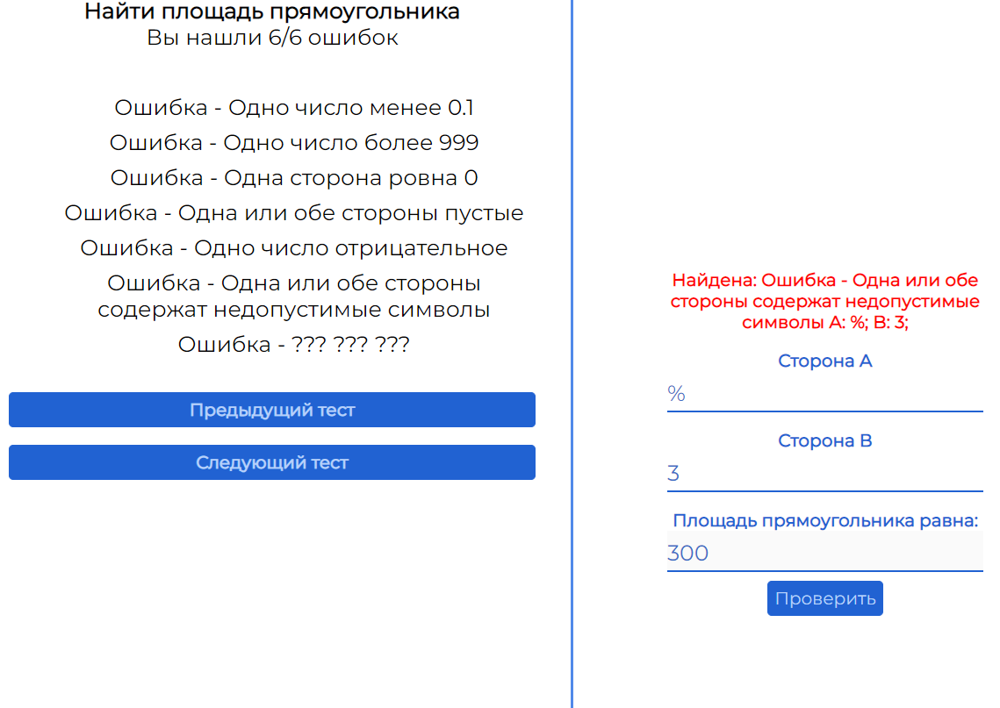 Найти площадь прямоугольника
Вы нашли 6/6 ошибок
Ошибка - Одно число менее 0.1
Ошибка - Одно число более 999
Ошибка - Одна сторона ровна 0
Ошибка - Одна или обе стороны пустые
Ошибка - Одно число отрицательное
Ошибка - Одна или обе стороны
содержат недопустимые символы
Ошибка - ??? ??? ???
Предыдущий тест
Следующий тест
Найдена: Ошибка - Одна или обе
стороны содержат недопустимые
символы A: %; B: 3;
Сторона A
%
Сторона B
3
Площадь прямоугольника равна:
300
Проверить